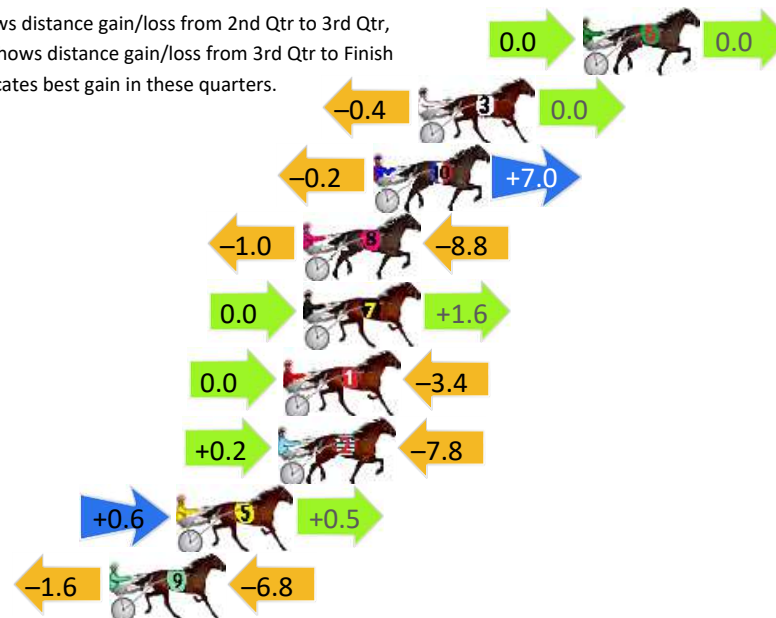 ws distance gain/loss from 2nd Qtr to 3rd Qtr,
hows distance gain/loss from 3rd Qtr to Finish
cates best gain in these quarters.
0.0 6 0.0
–0.4 3 0.0
–0.2 10 +7.0
–1.0 8 –8.8
0.0 7 +1.6
0.0 1 –3.4
+0.2 2 –7.8
+0.6 5 +0.5
–1.6 9 –6.8